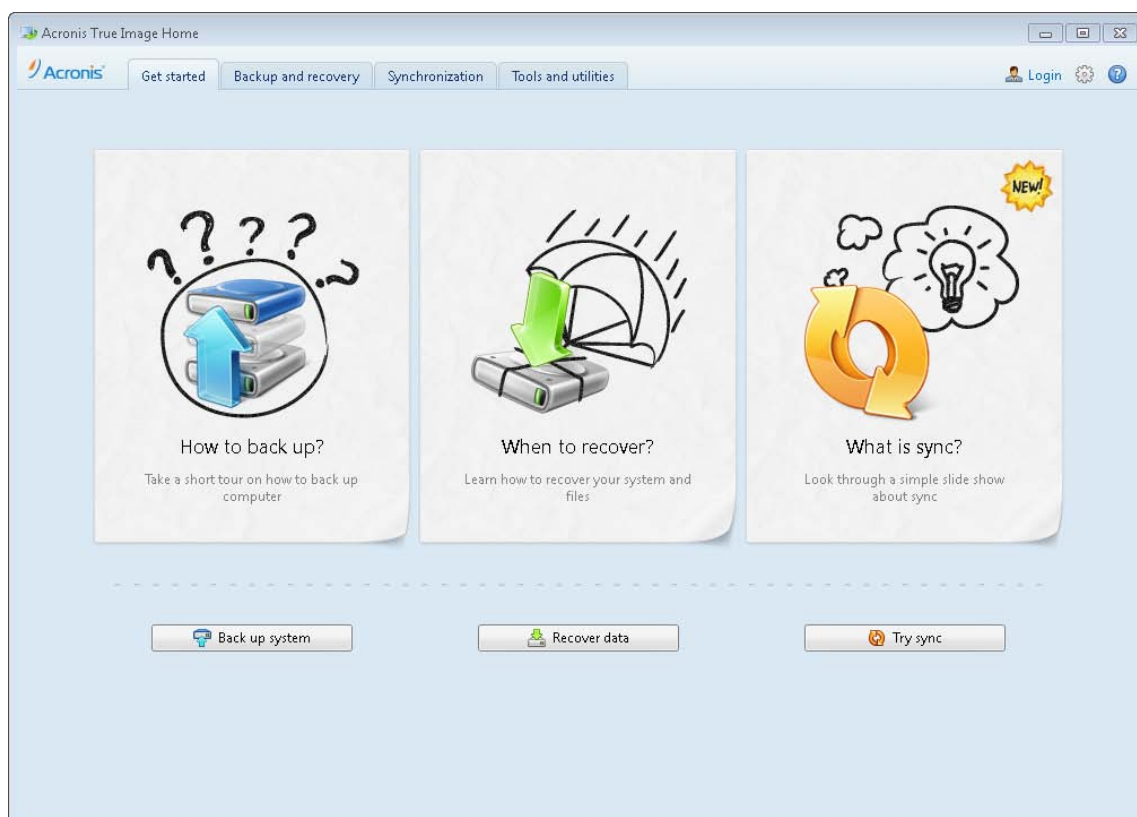 Acronis True Image Home
Acronis
Get started
Backup and recovery
Synchronization
Tools and utilities
Login
?
NEW!
? ? ? ? ?
How to back up?
Take a short tour on how to back up
computer
When to recover?
Learn how to recover your system and
files
What is sync?
Look through a simple slide show
about sync
Back up system
Recover data
Try sync